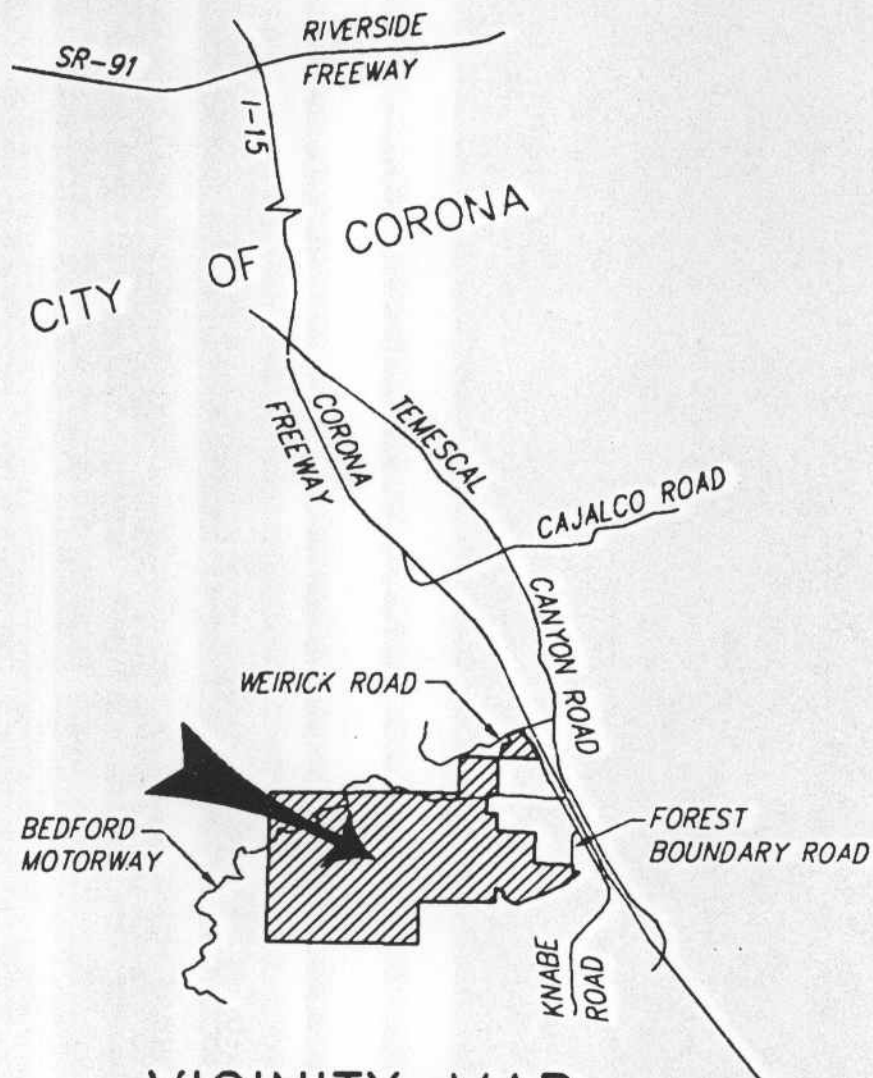 RIVERSIDE
FREEWAY
SR-91
I-15
CITY OF CORONA
CORONA
FREEWAY
TEMESCAL
CANYON ROAD
CAJALCO ROAD
WEIRICK ROAD
BEDFORD
MOTORWAY
FOREST
BOUNDARY ROAD
KNABE
ROAD
VICINITY MAP